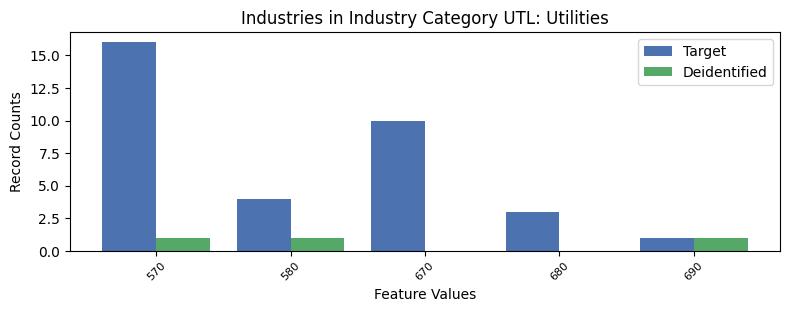 Industries in Industry Category UTL: Utilities
Target
Deidentified
Record Counts
15.0
12.5
10.0
7.5
5.0
2.5
0.0
570
580
670
680
690
Feature Values